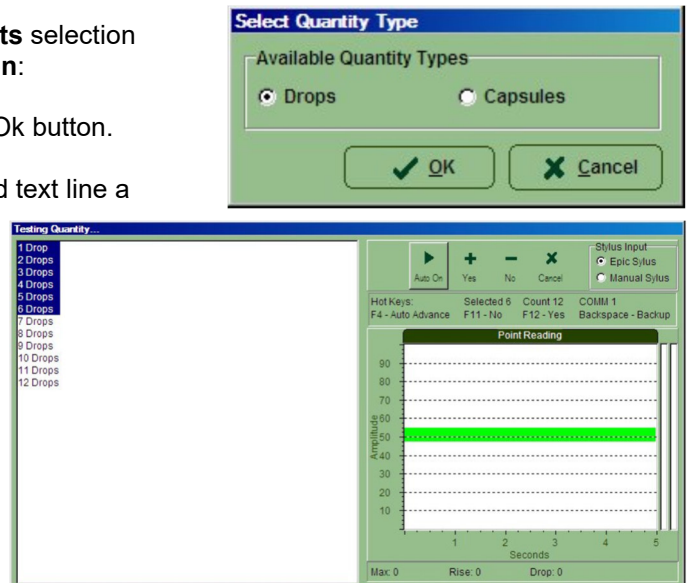 ts selection
n:
Ok button.
d text line a
Select Quantity Type
Available Quantity Types
Drops
Capsules
OK
Cancel
Testing Quantity...
1 Drop
2 Drops
3 Drops
4 Drops
5 Drops
6 Drops
7 Drops
8 Drops
9 Drops
10 Drops
11 Drops
12 Drops
Auto On
Yes
No
Cancel
Stylus Input
Epic Sylus
Manual Sylus
Hot Keys: Selected 6 Count 12 COMM 1
F4 - Auto Advance F11 - No F12 - Yes Backspace - Backup
Point Reading
Amplitude
90
80
70
60
50
40
30
20
10
1 2 3 4 5
Seconds
Max: 0 Rise: 0 Drop: 0